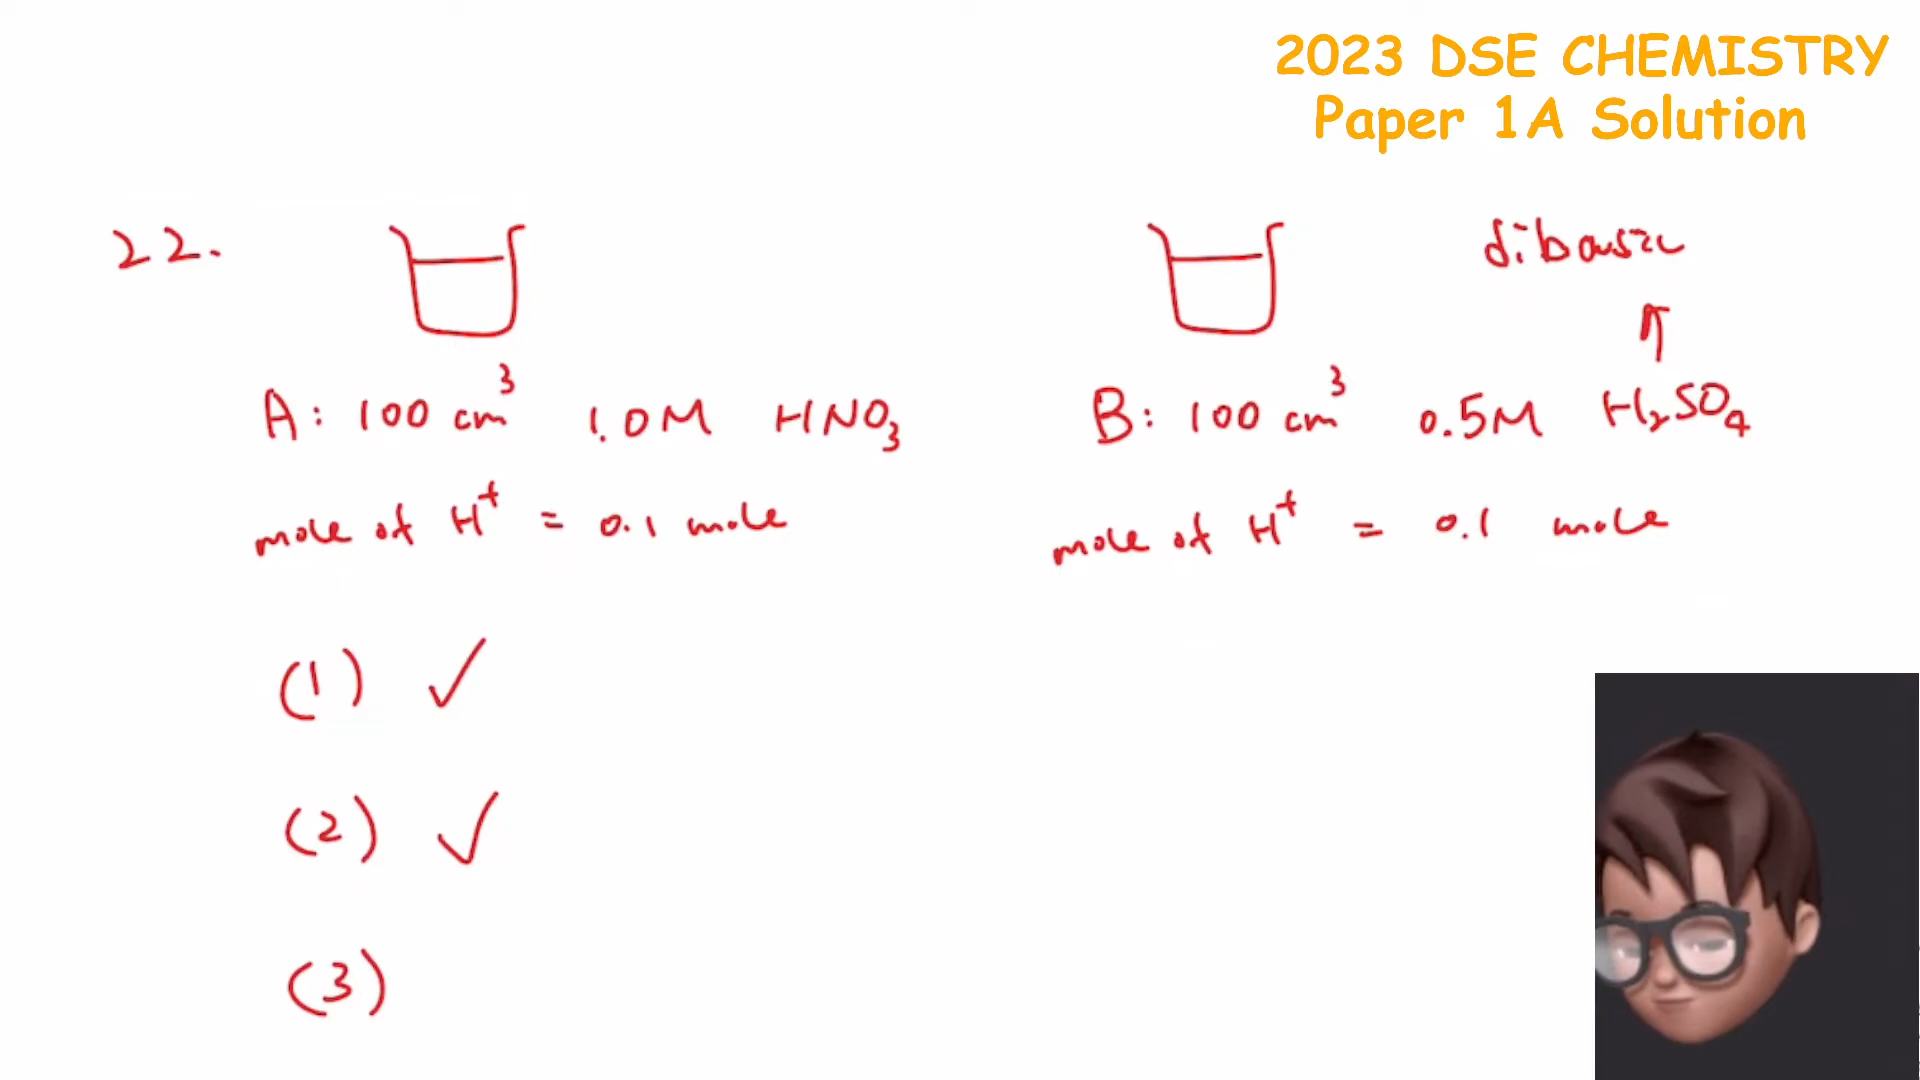 2023 DSE CHEMISTRY
Paper 1A Solution
22.
dibasic
A: 100 cm³ 1.0M HNO₃
B: 100 cm³ 0.5M H₂SO₄
mole of H⁺ = 0.1 mole
mole of H⁺ = 0.1 mole
(1) ✓
(2) ✓
(3)